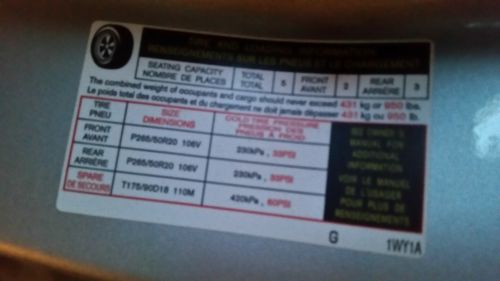 TIRE AND LOADING INFORMATION
RENSEIGNEMENTS SUR LES PNEUS ET LE CHARGEMENT
SEATING CAPACITY TOTAL 5 FRONT 2 REAR 3
NOMBRE DE PLACES TOTAL AVANT ARRIÈRE
The combined weight of occupants and cargo should never exceed 431 kg or 950 lbs.
Le poids total des occupants et du chargement ne doit jamais dépasser 431 kg ou 950 lb.
TIRE PNEU SIZE DIMENSIONS COLD TIRE PRESSURE PRESSION DES PNEUS À FROID
FRONT AVANT P265/50R20 106V 230kPa, 33PSI
REAR ARRIÈRE P265/50R20 106V 230kPa, 33PSI
SPARE DE SECOURS T175/90D18 110M 420kPa, 60PSI
SEE OWNER'S
MANUAL FOR
ADDITIONAL
INFORMATION
VOIR LE MANUEL
DE L'USAGER
POUR PLUS DE
RENSEIGNEMENTS
G 1WY1A